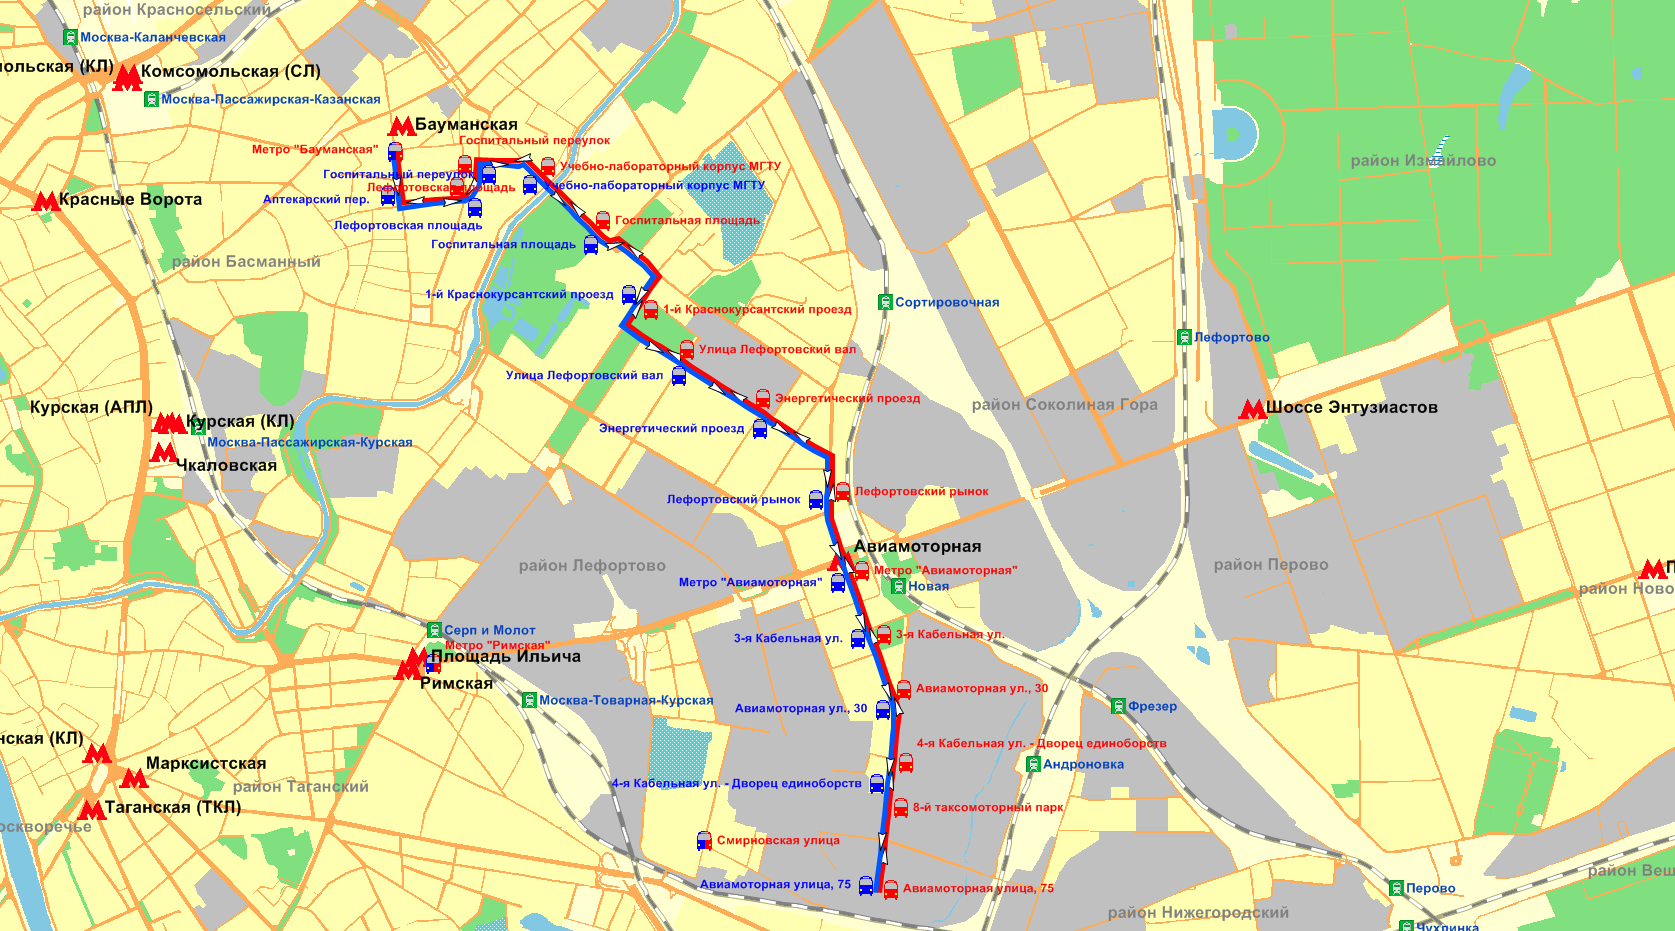 район Красносельский
Москва-Каланчевская
Комсомольская (СЛ)
Москва-Пассажирская-Казанская
Бауманская
Метро "Бауманская"
Госпитальный переулок
Учебно-лабораторный корпус МГТУ
район Измайлово
Госпитальный переулок
Лефортовская площадь
Учебно-лабораторный корпус МГТУ
Красные Ворота
Аптекарский пер.
Лефортовская площадь
Госпитальная площадь
Госпитальная площадь
район Басманный
1-й Краснокурсантский проезд
Сортировочная
1-й Краснокурсантский проезд
Лефортово
Улица Лефортовский вал
Улица Лефортовский вал
Энергетический проезд
район Соколиная Гора
Курская (АПЛ)
Шоссе Энтузиастов
Курская (КЛ)
Энергетический проезд
Москва-Пассажирская-Курская
Чкаловская
Лефортовский рынок
Лефортовский рынок
Авиамоторная
район Лефортово
Метро "Авиамоторная"
район Перово
Метро "Авиамоторная"
Новая
Серп и Молот
3-я Кабельная ул.
3-я Кабельная ул.
Метро "Римская"
Площадь Ильича
Римская
Авиамоторная ул., 30
Москва-Товарная-Курская
Авиамоторная ул., 30
Фрезер
4-я Кабельная ул. - Дворец единоборств
Марксистская
Андроновка
район Таганский
4-я Кабельная ул. - Дворец единоборств
Таганская (ТКЛ)
8-й таксомоторный парк
Смирновская улица
Авиамоторная улица, 75
Авиамоторная улица, 75
Перово
район Нижегородский
Чухлинка